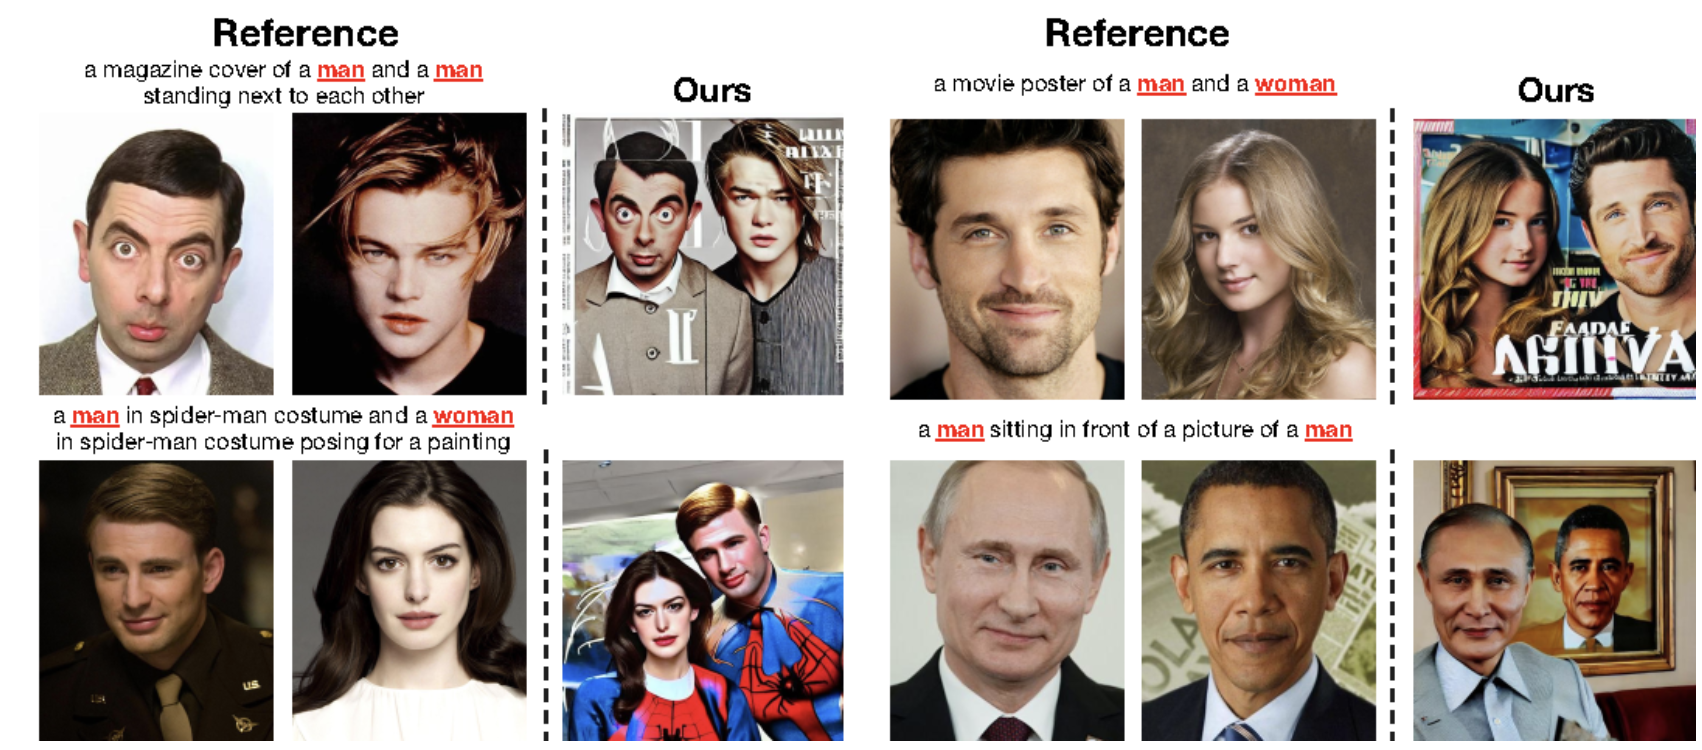 Reference
a magazine cover of a man and a man
standing next to each other
Ours
a man in spider-man costume and a woman
in spider-man costume posing for a painting
U.S.
Reference
a movie poster of a man and a woman
Ours
a man sitting in front of a picture of a man
OLA